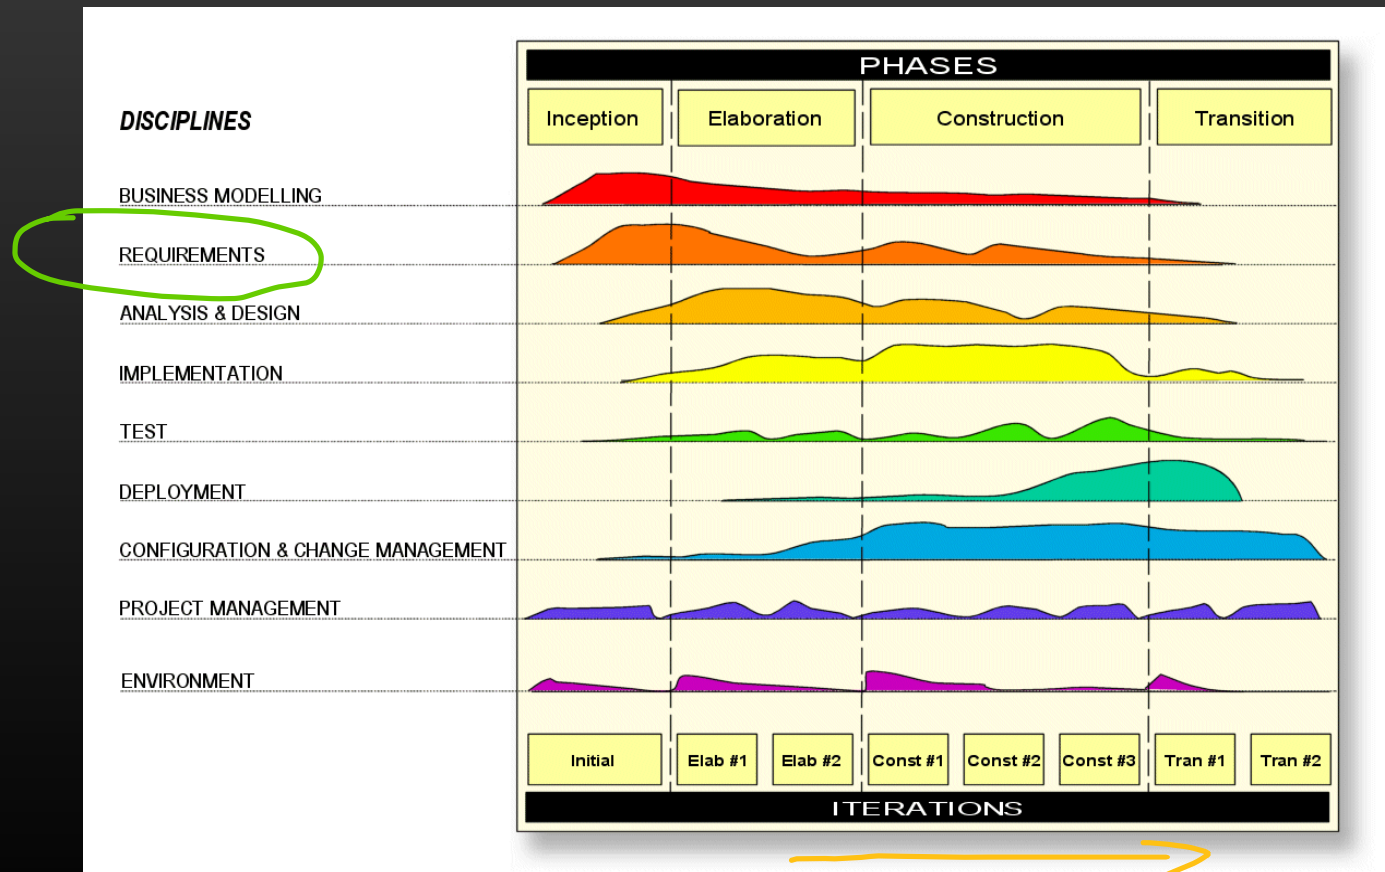 PHASES
DISCIPLINES
Inception
Elaboration
Construction
Transition
BUSINESS MODELLING
REQUIREMENTS
ANALYSIS & DESIGN
IMPLEMENTATION
TEST
DEPLOYMENT
CONFIGURATION & CHANGE MANAGEMENT
PROJECT MANAGEMENT
ENVIRONMENT
Initial
Elab #1
Elab #2
Const #1
Const #2
Const #3
Tran #1
Tran #2
ITERATIONS